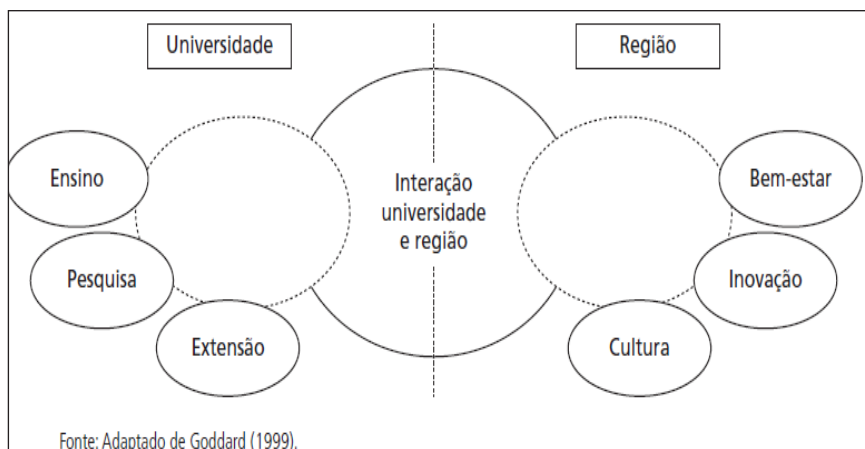 Universidade
Região
Ensino
Pesquisa
Extensão
Interação
universidade
e região
Bem-estar
Inovação
Cultura
Fonte: Adaptado de Goddard (1999).